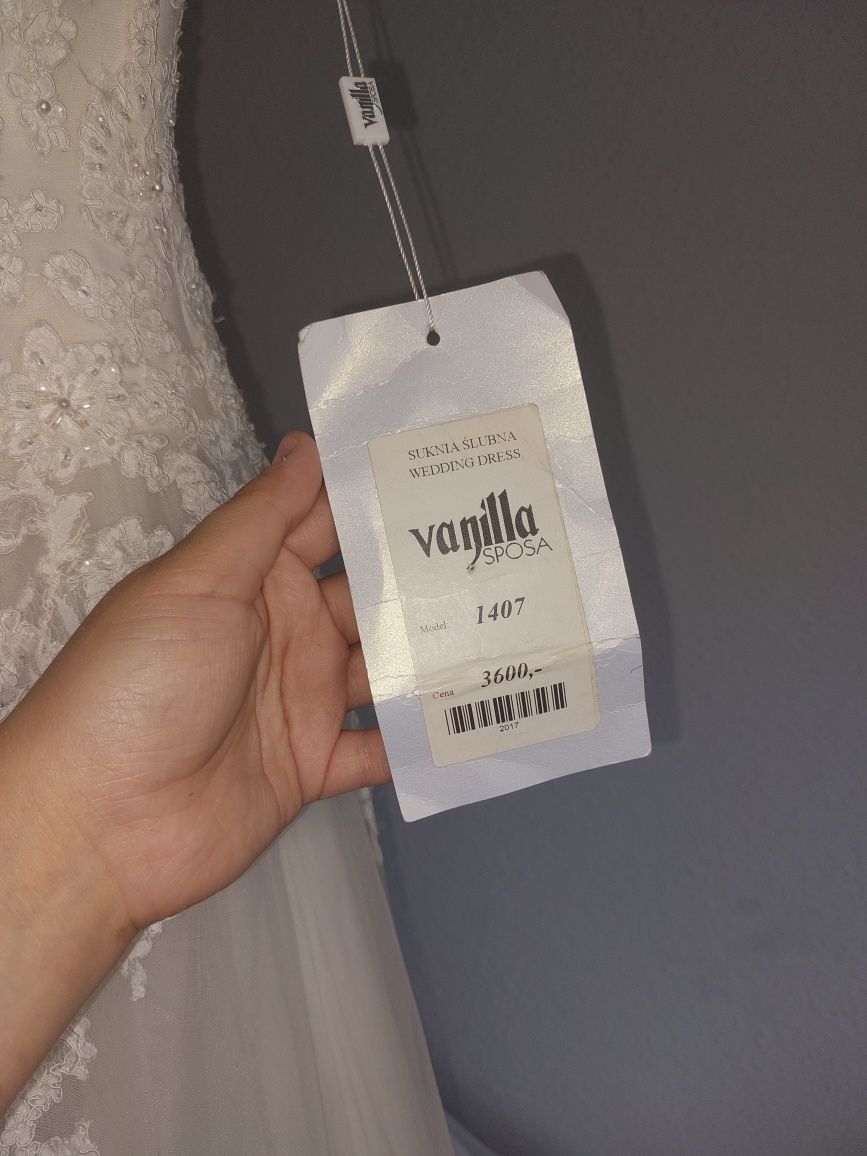 vanilla
SPOSA
SUKNIA ŚLUBNA
WEDDING DRESS
vanilla
SPOSA
Model: 1407
Cena 3600,-
2017